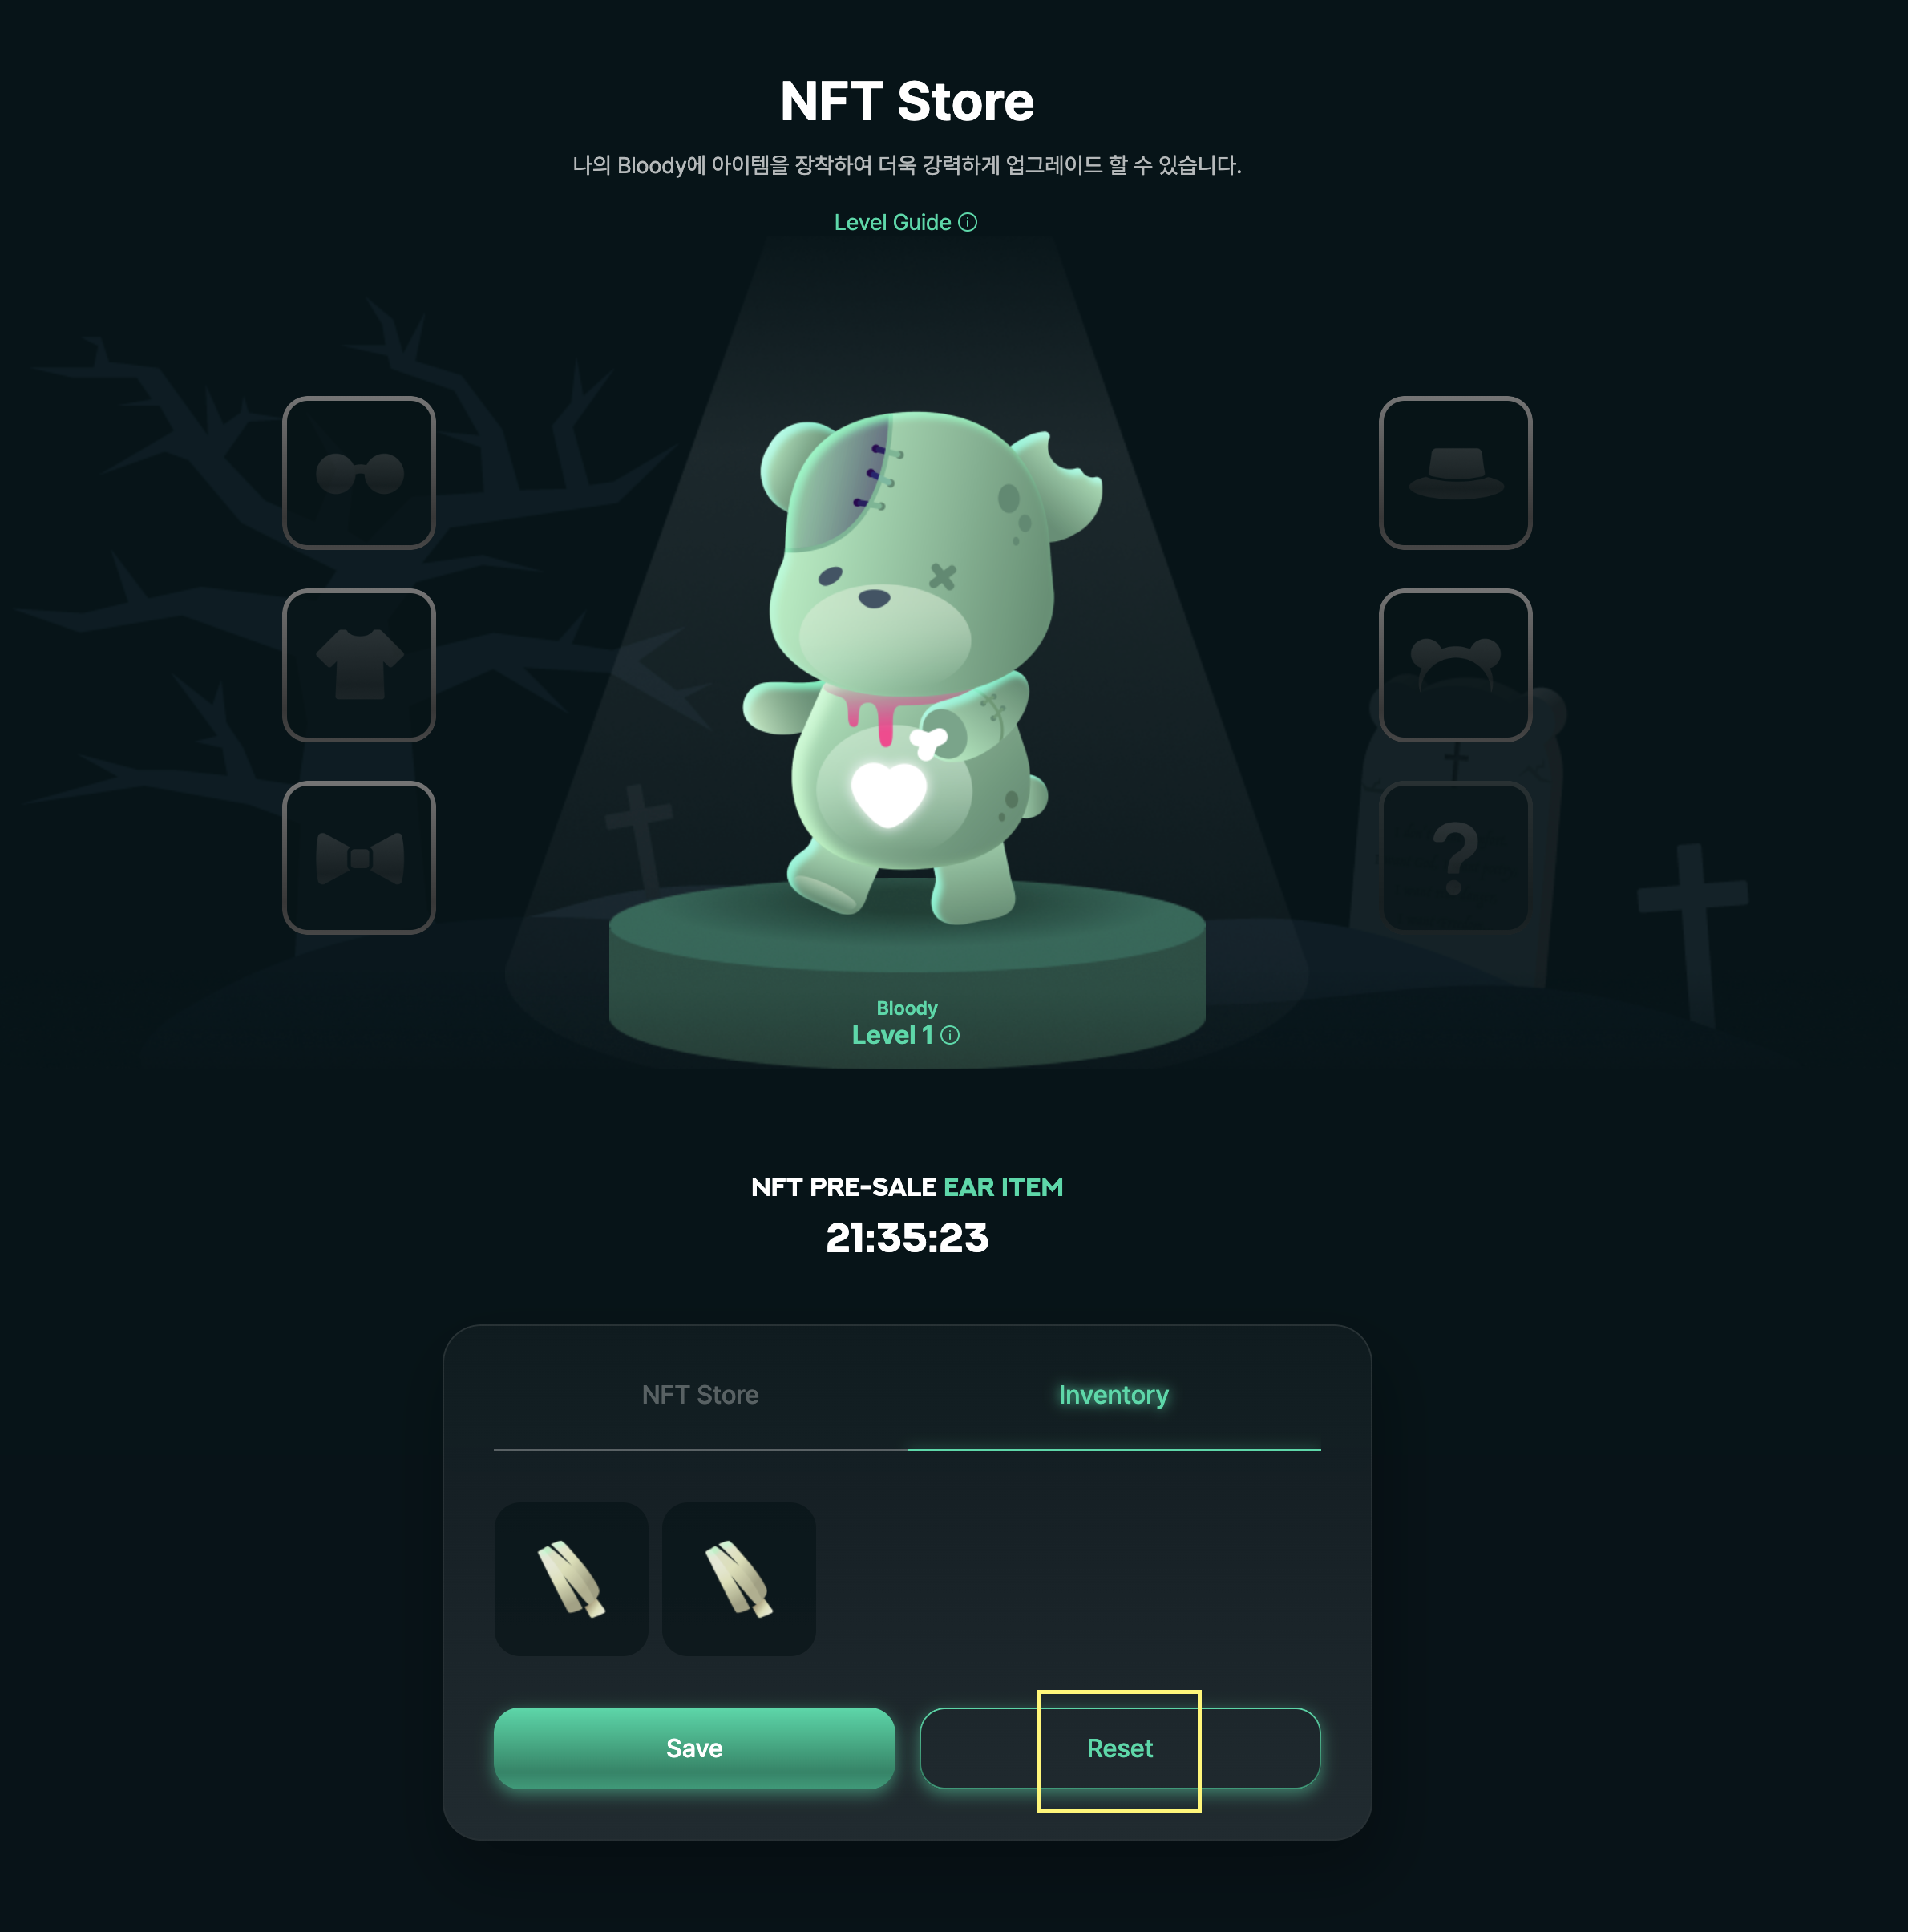 NFT Store
나의 Bloody에 아이템을 장착하여 더욱 강력하게 업그레이드 할 수 있습니다.
Level Guide
?
Bloody
Level 1
NFT PRE-SALE EAR ITEM
21:35:23
NFT Store
Inventory
Save
Reset